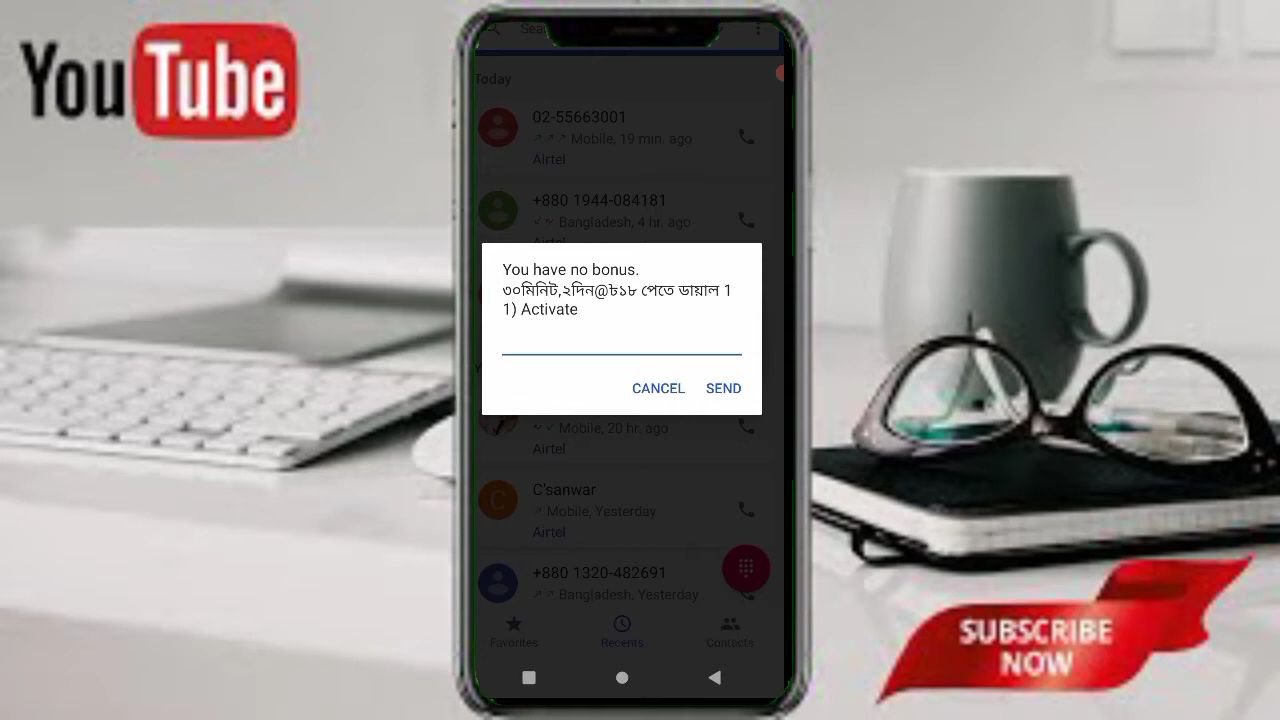 YouTube
Today
02-55663001
Mobile, 19 min. ago
Airtel
+880 1944-084181
Bangladesh, 4 hr. ago
Airtel
You have no bonus.
৩০মিনিট,২দিন@৳১৮ পেতে ডায়াল 1
1) Activate
CANCEL SEND
Mobile, 20 hr. ago
Airtel
C'sanwar
Mobile, Yesterday
Airtel
+880 1320-482691
Bangladesh, Yesterday
Favorites Recents Contacts
SUBSCRIBE
NOW